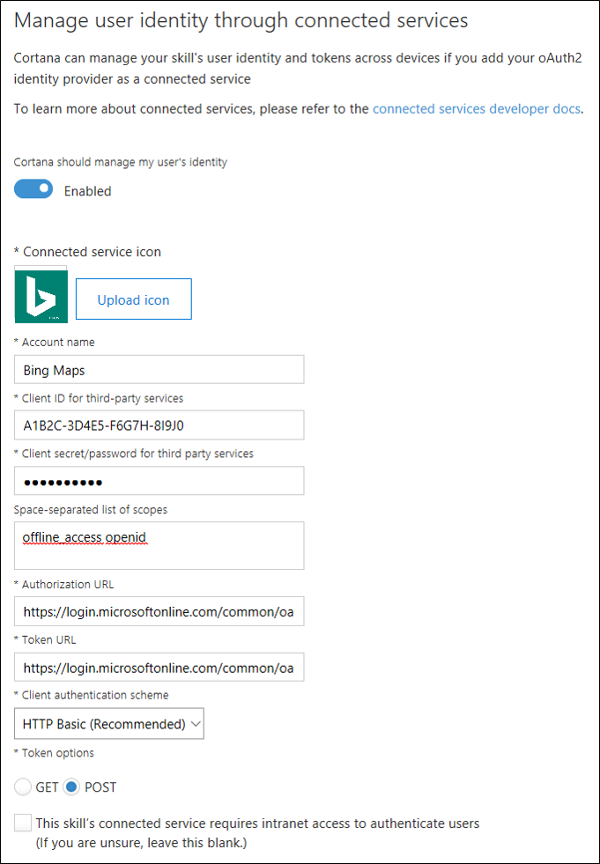 Manage user identity through connected services
Cortana can manage your skill's user identity and tokens across devices if you add your oAuth2
identity provider as a connected service
To learn more about connected services, please refer to the connected services developer docs.
Cortana should manage my user's identity
Enabled
* Connected service icon
Upload icon
* Account name
Bing Maps
* Client ID for third-party services
A1B2C-3D4E5-F6G7H-8I9J0
* Client secret/password for third party services
●●●●●●●●●●
Space-separated list of scopes
offline_access openid
* Authorization URL
https://login.microsoftonline.com/common/oa
* Token URL
https://login.microsoftonline.com/common/oa
* Client authentication scheme
HTTP Basic (Recommended)
* Token options
GET POST
This skill's connected service requires intranet access to authenticate users
(If you are unsure, leave this blank.)